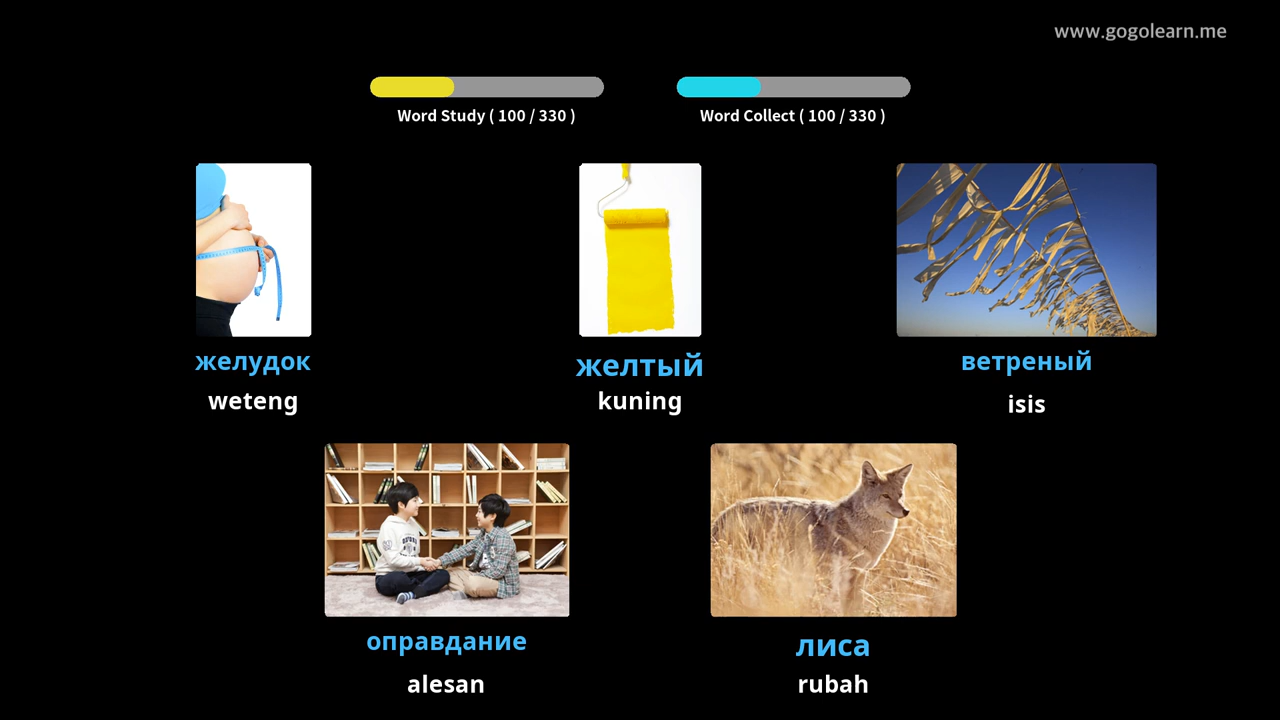 www.gogolearn.me
Word Study ( 100 / 330 )
Word Collect ( 100 / 330 )
желудок
weteng
желтый
kuning
ветреный
isis
оправдание
alesan
лиса
rubah